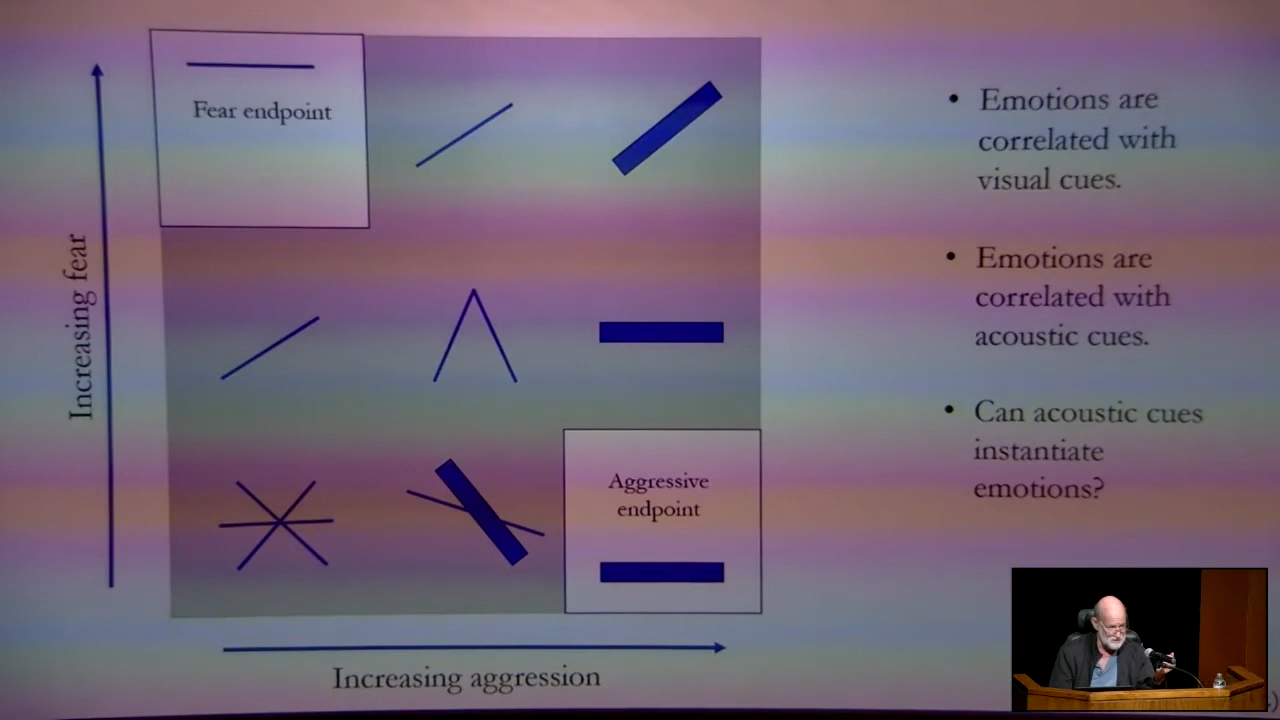 Fear endpoint
Increasing fear
Aggressive
endpoint
Increasing aggression
• Emotions are
correlated with
visual cues.
• Emotions are
correlated with
acoustic cues.
• Can acoustic cues
instantiate
emotions?